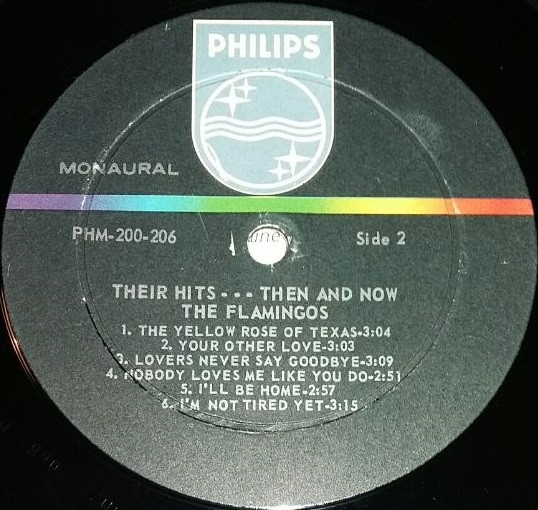 PHILIPS
MONAURAL
PHM-200-206
Side 2
THEIR HITS - - - THEN AND NOW
THE FLAMINGOS
1. THE YELLOW ROSE OF TEXAS-3:04
2. YOUR OTHER LOVE-3:03
3. LOVERS NEVER SAY GOODBYE-3:09
4. NOBODY LOVES ME LIKE YOU DO-2:51
5. I'LL BE HOME-2:57
6. I'M NOT TIRED YET-3:15